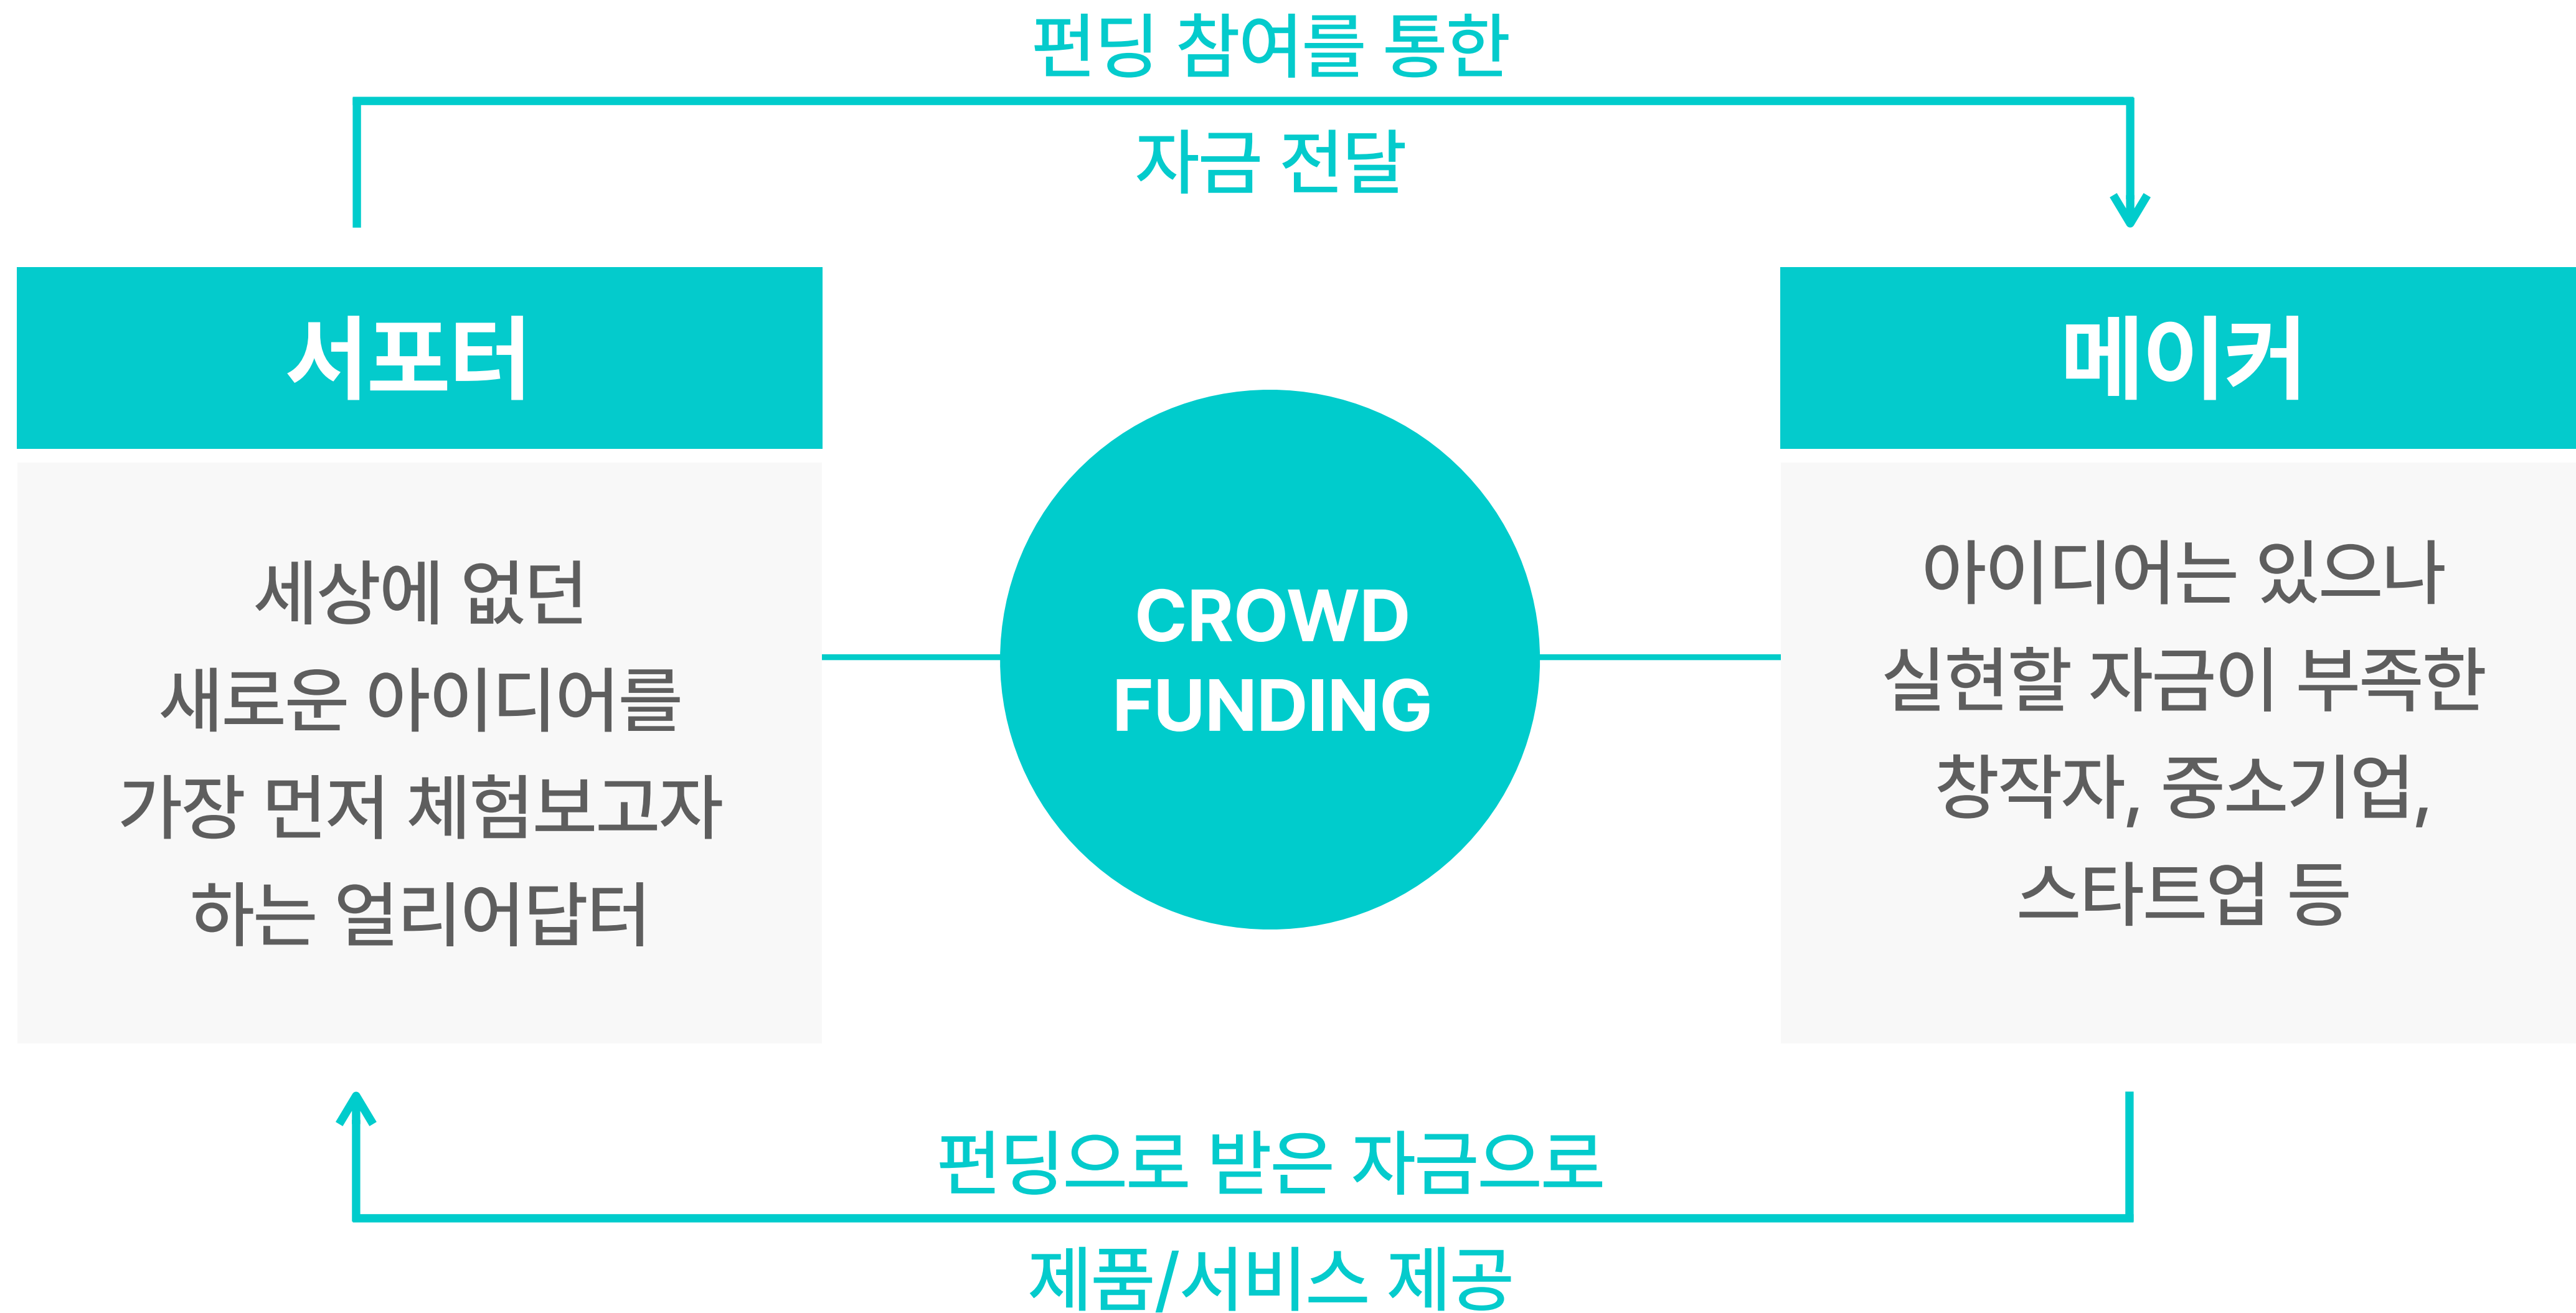 펀딩 참여를 통한
자금 전달
서포터
세상에 없던
새로운 아이디어를
가장 먼저 체험보고자
하는 얼리어답터
CROWD
FUNDING
메이커
아이디어는 있으나
실현할 자금이 부족한
창작자, 중소기업,
스타트업 등
펀딩으로 받은 자금으로
제품/서비스 제공